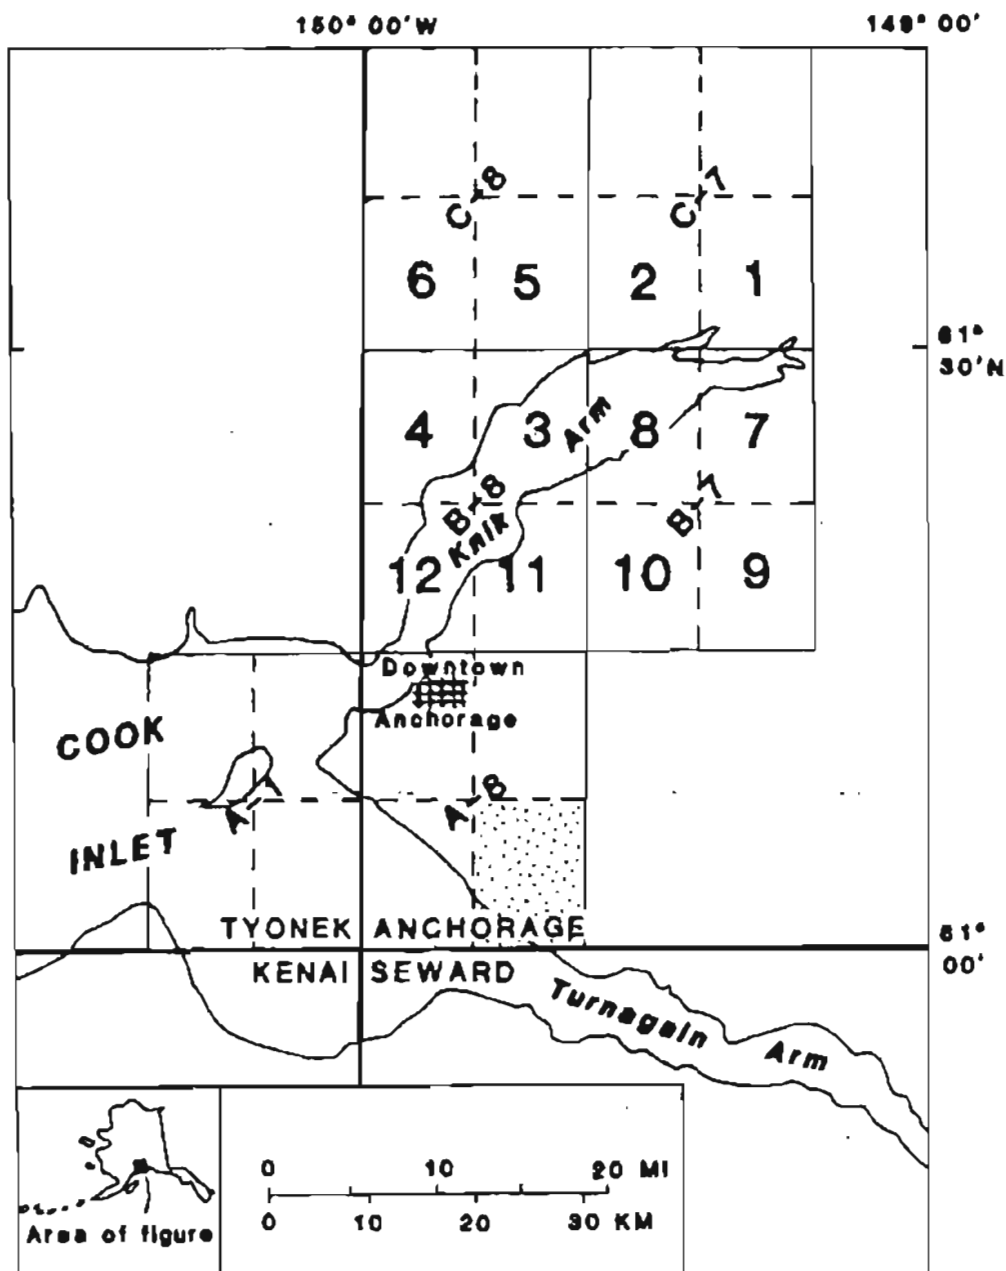 150° 00'W
149° 00'
C-8
C-7
6 5 2 1
61°
30'N
4 3 Arm 8 7
B-8
B-7
Knik
12 11 10 9
Downtown
Anchorage
COOK
A-7
A-8
INLET
TYONEK ANCHORAGE
61°
00'
KENAI SEWARD
Turnagain Arm
0 10 20 MI
0 10 20 30 KM
Area of figure